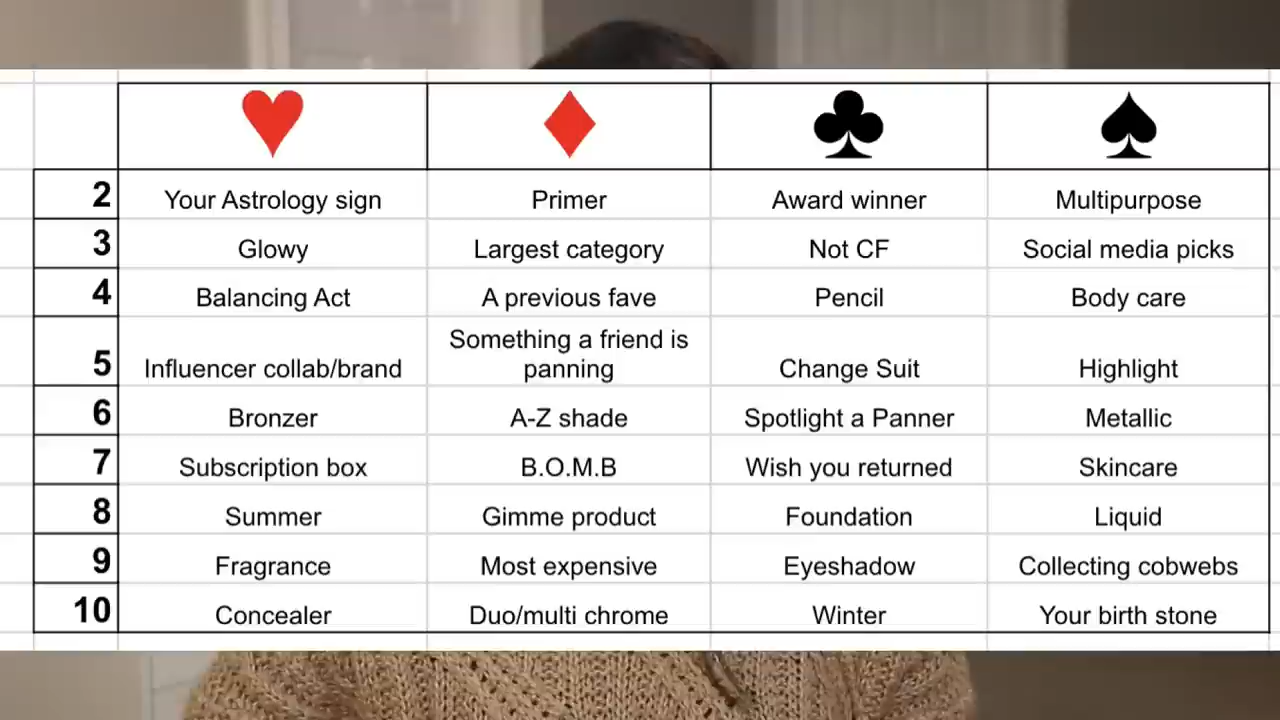 ♥ ♦ ♣ ♠
2 Your Astrology sign Primer Award winner Multipurpose
3 Glowy Largest category Not CF Social media picks
4 Balancing Act A previous fave Pencil Body care
Something a friend is
5 Influencer collab/brand panning Change Suit Highlight
6 Bronzer A-Z shade Spotlight a Panner Metallic
7 Subscription box B.O.M.B Wish you returned Skincare
8 Summer Gimme product Foundation Liquid
9 Fragrance Most expensive Eyeshadow Collecting cobwebs
10 Concealer Duo/multi chrome Winter Your birth stone